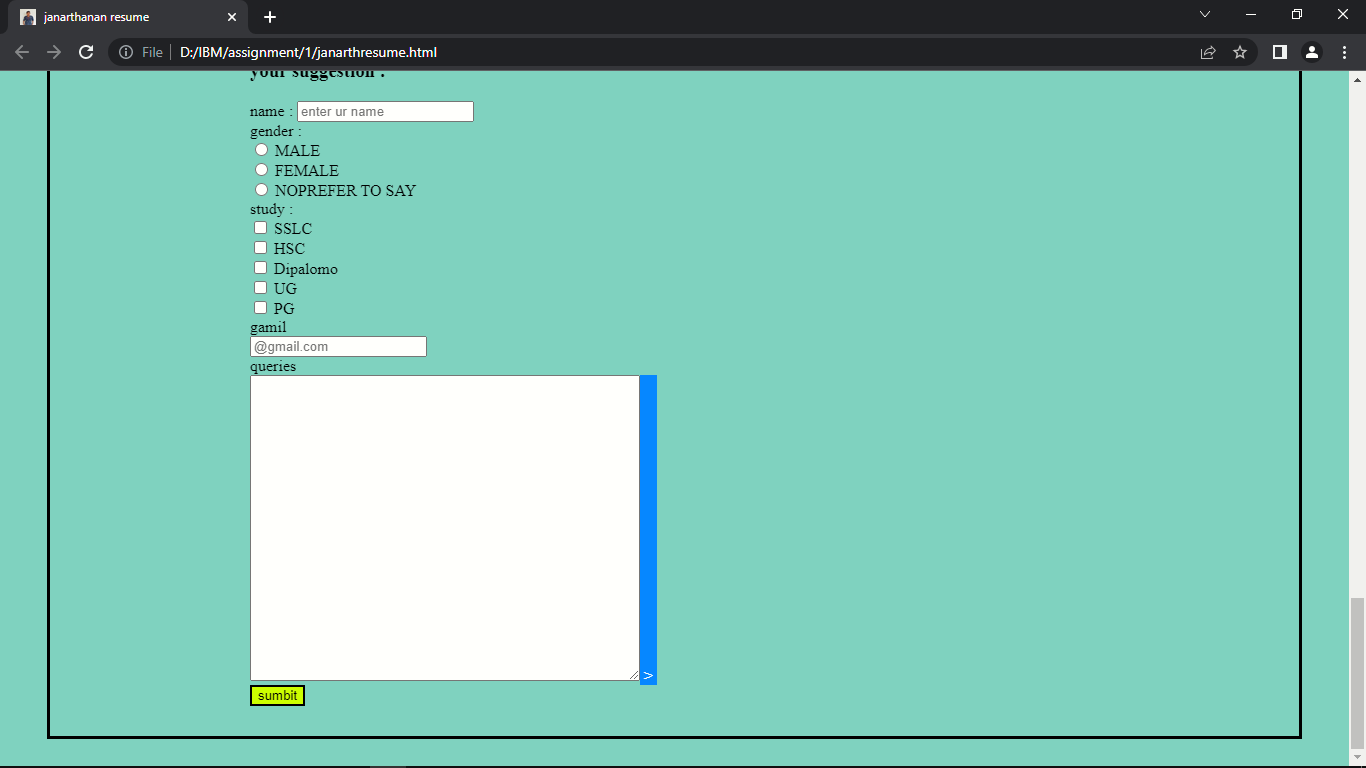 janarthanan resume
File D:/IBM/assignment/1/janarthresume.html
your suggestion :
name : enter ur name
gender :
MALE
FEMALE
NOPREFER TO SAY
study :
SSLC
HSC
Dipalomo
UG
PG
gamil
@gmail.com
queries
>
sumbit